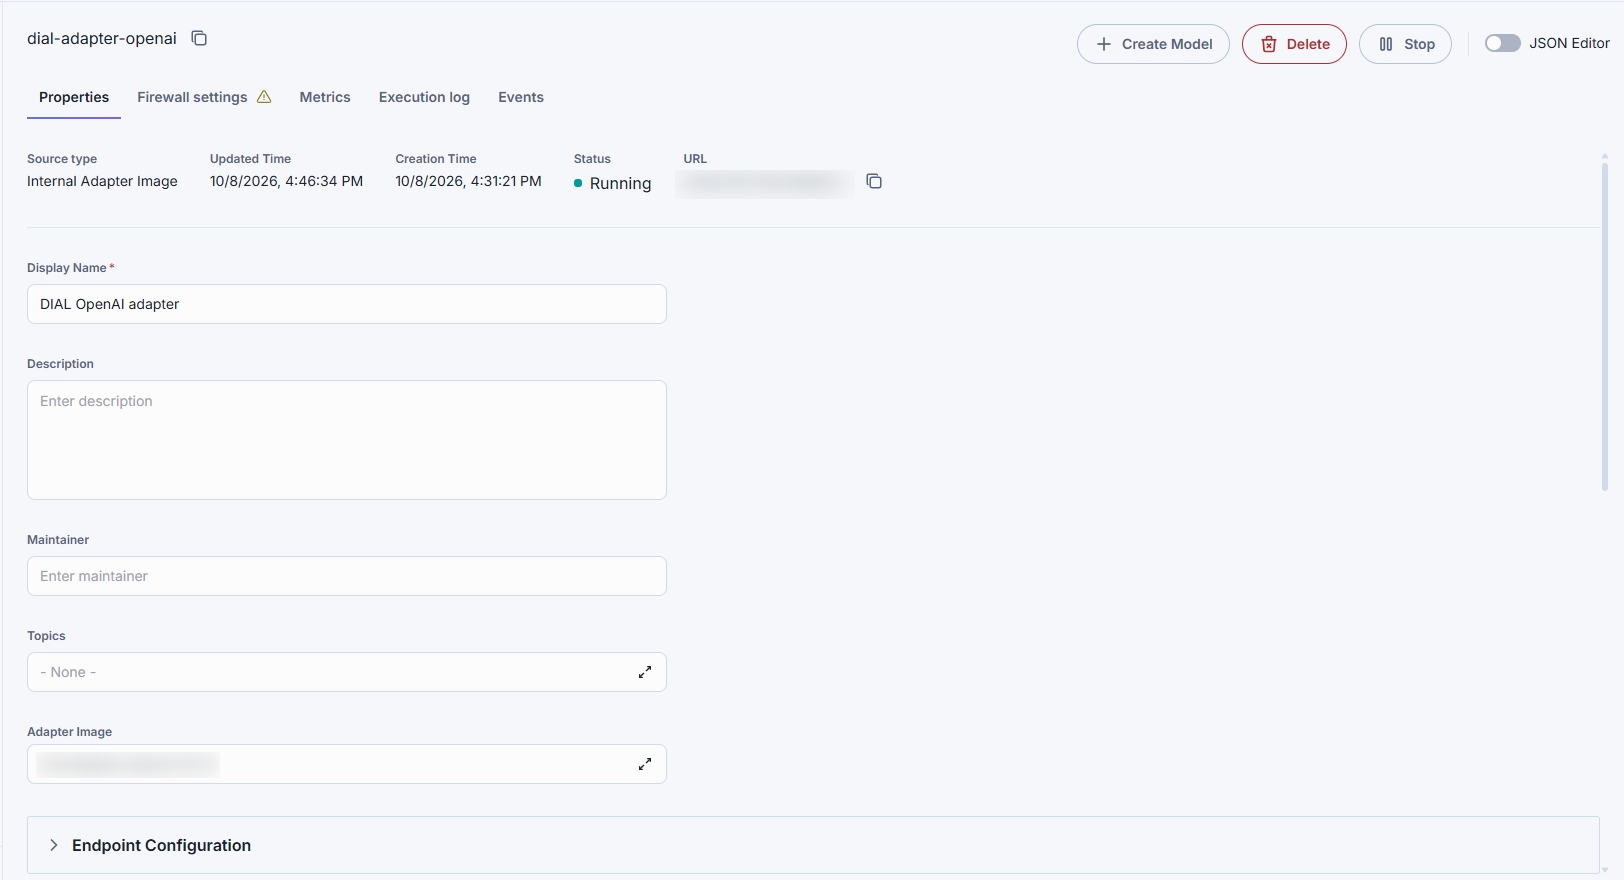 dial-adapter-openai
Create Model
Delete
Stop
JSON Editor
Properties
Firewall settings
Metrics
Execution log
Events
Source type
Internal Adapter Image
Updated Time
10/8/2026, 4:46:34 PM
Creation Time
10/8/2026, 4:31:21 PM
Status
Running
URL
Display Name *
DIAL OpenAI adapter
Description
Enter description
Maintainer
Enter maintainer
Topics
- None -
Adapter Image
Endpoint Configuration